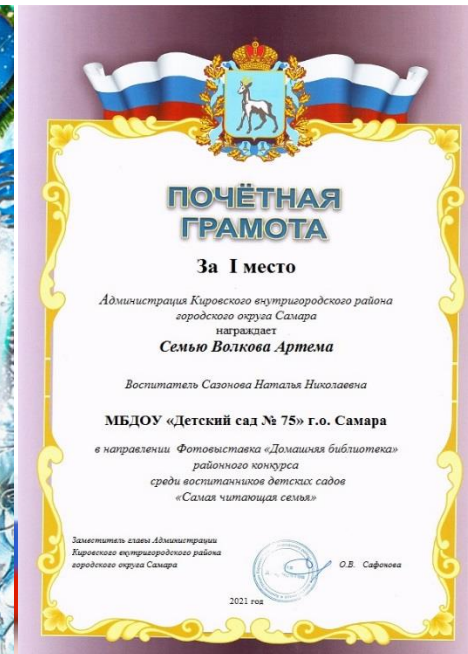 ПОЧЁТНАЯ
ГРАМОТА
За I место
Администрация Кировского внутригородского района
городского округа Самара
награждает
Семью Волкова Артема
Воспитатель Сазонова Наталья Николаевна
МБДОУ «Детский сад № 75» г.о. Самара
в направлении Фотовыставка «Домашняя библиотека»
районного конкурса
среди воспитанников детских садов
«Самая читающая семья»
Заместитель главы Администрации
Кировского внутригородского района
городского округа Самара
О.В. Сафонова
2021 год